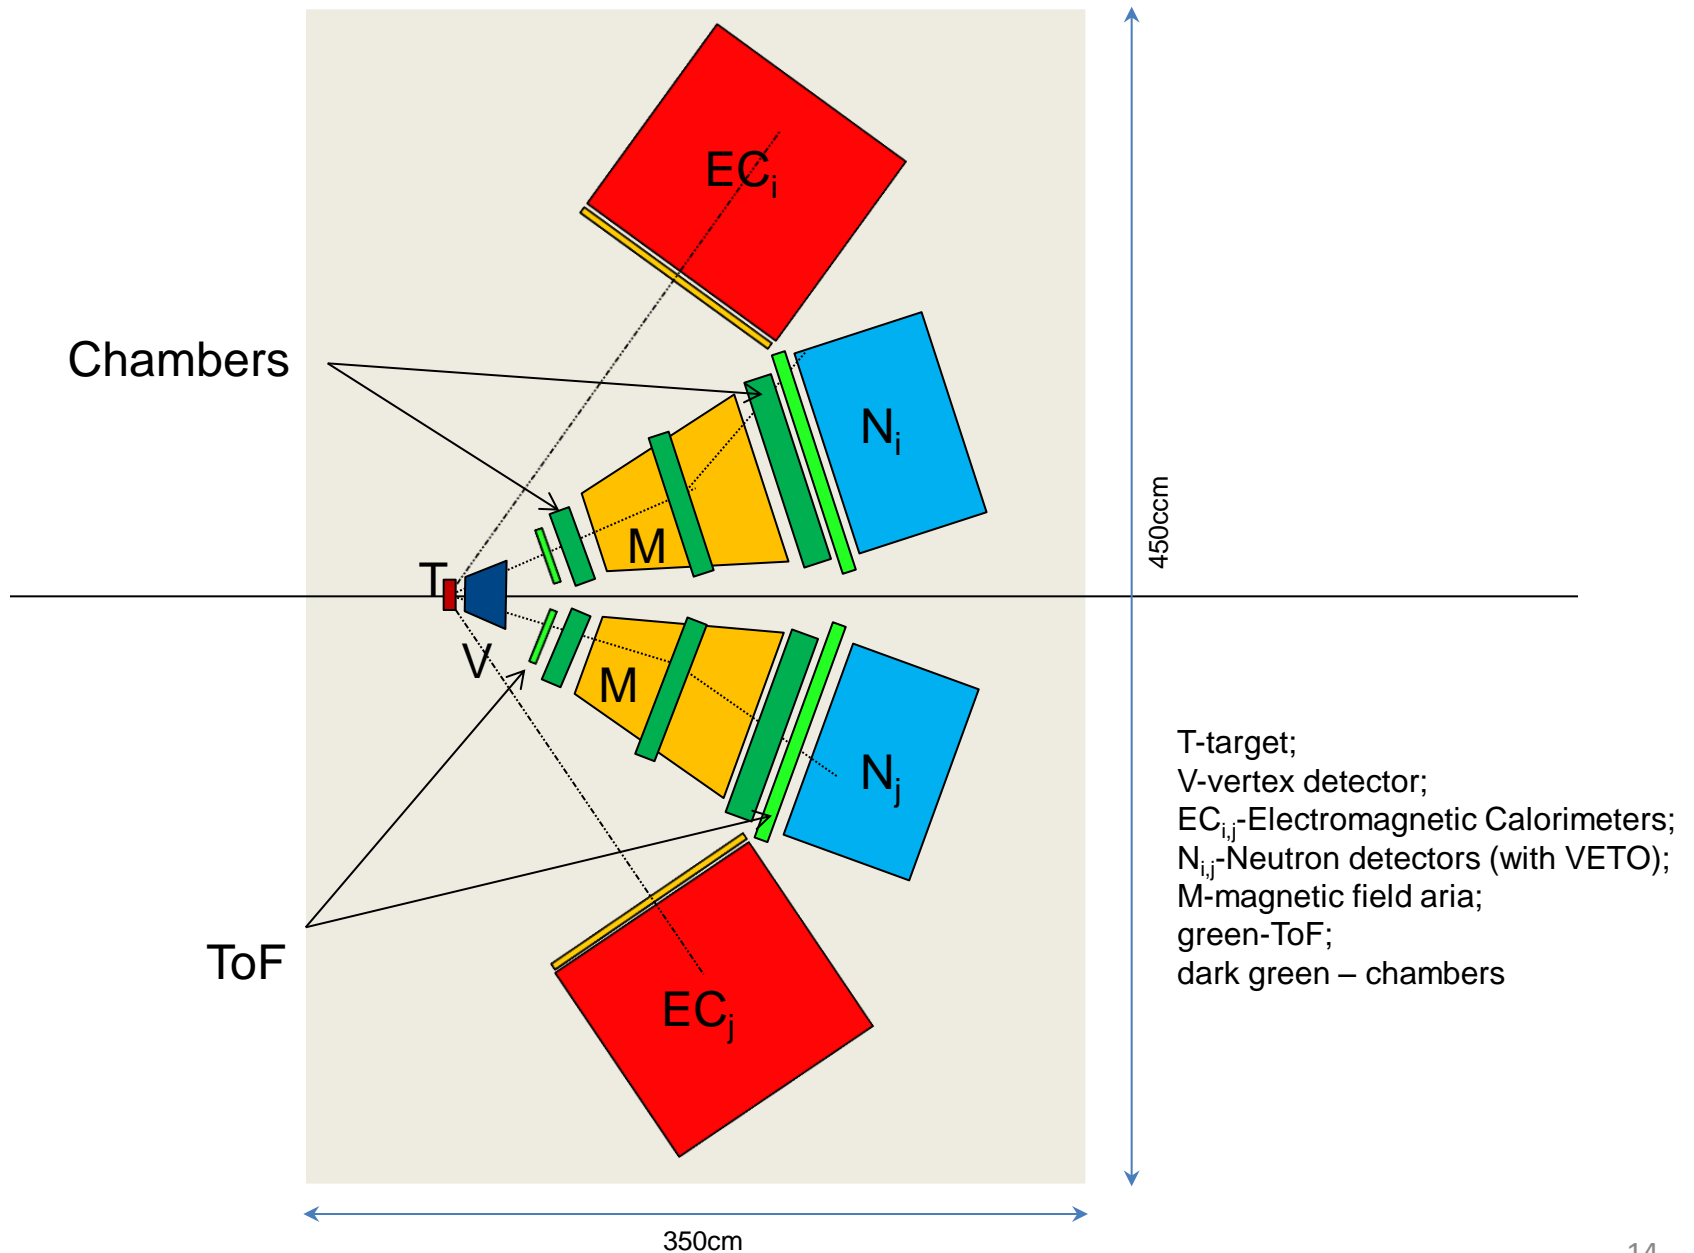 ECi
Chambers
Ni
450ccm
M
T
V
M
T-target;
V-vertex detector;
ECi,j-Electromagnetic Calorimeters;
Ni,j-Neutron detectors (with VETO);
M-magnetic field aria;
green-ToF;
dark green – chambers
Nj
ToF
ECj
350cm
14